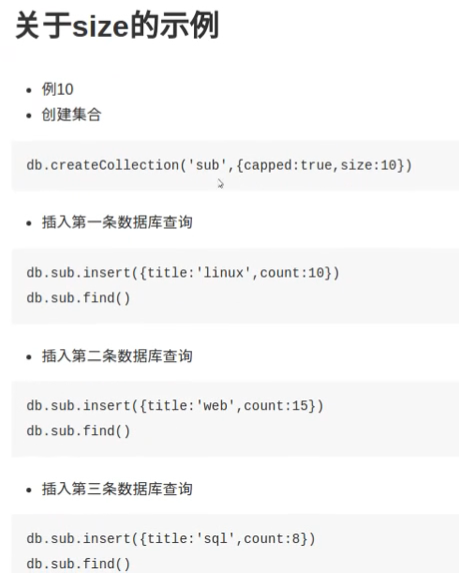 关于size的示例
例10
创建集合
db.createCollection('sub',{capped:true,size:10})
插入第一条数据库查询
db.sub.insert({title:'linux',count:10})
db.sub.find()
插入第二条数据库查询
db.sub.insert({title:'web',count:15})
db.sub.find()
插入第三条数据库查询
db.sub.insert({title:'sql',count:8})
db.sub.find()